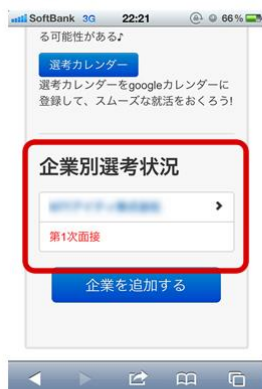 SoftBank 3G 22:21 66%
る可能性がある♪
選考カレンダー
選考カレンダーをgoogleカレンダーに
登録して、スムーズな就活をおくろう!
企業別選考状況
第1次面接
企業を追加する